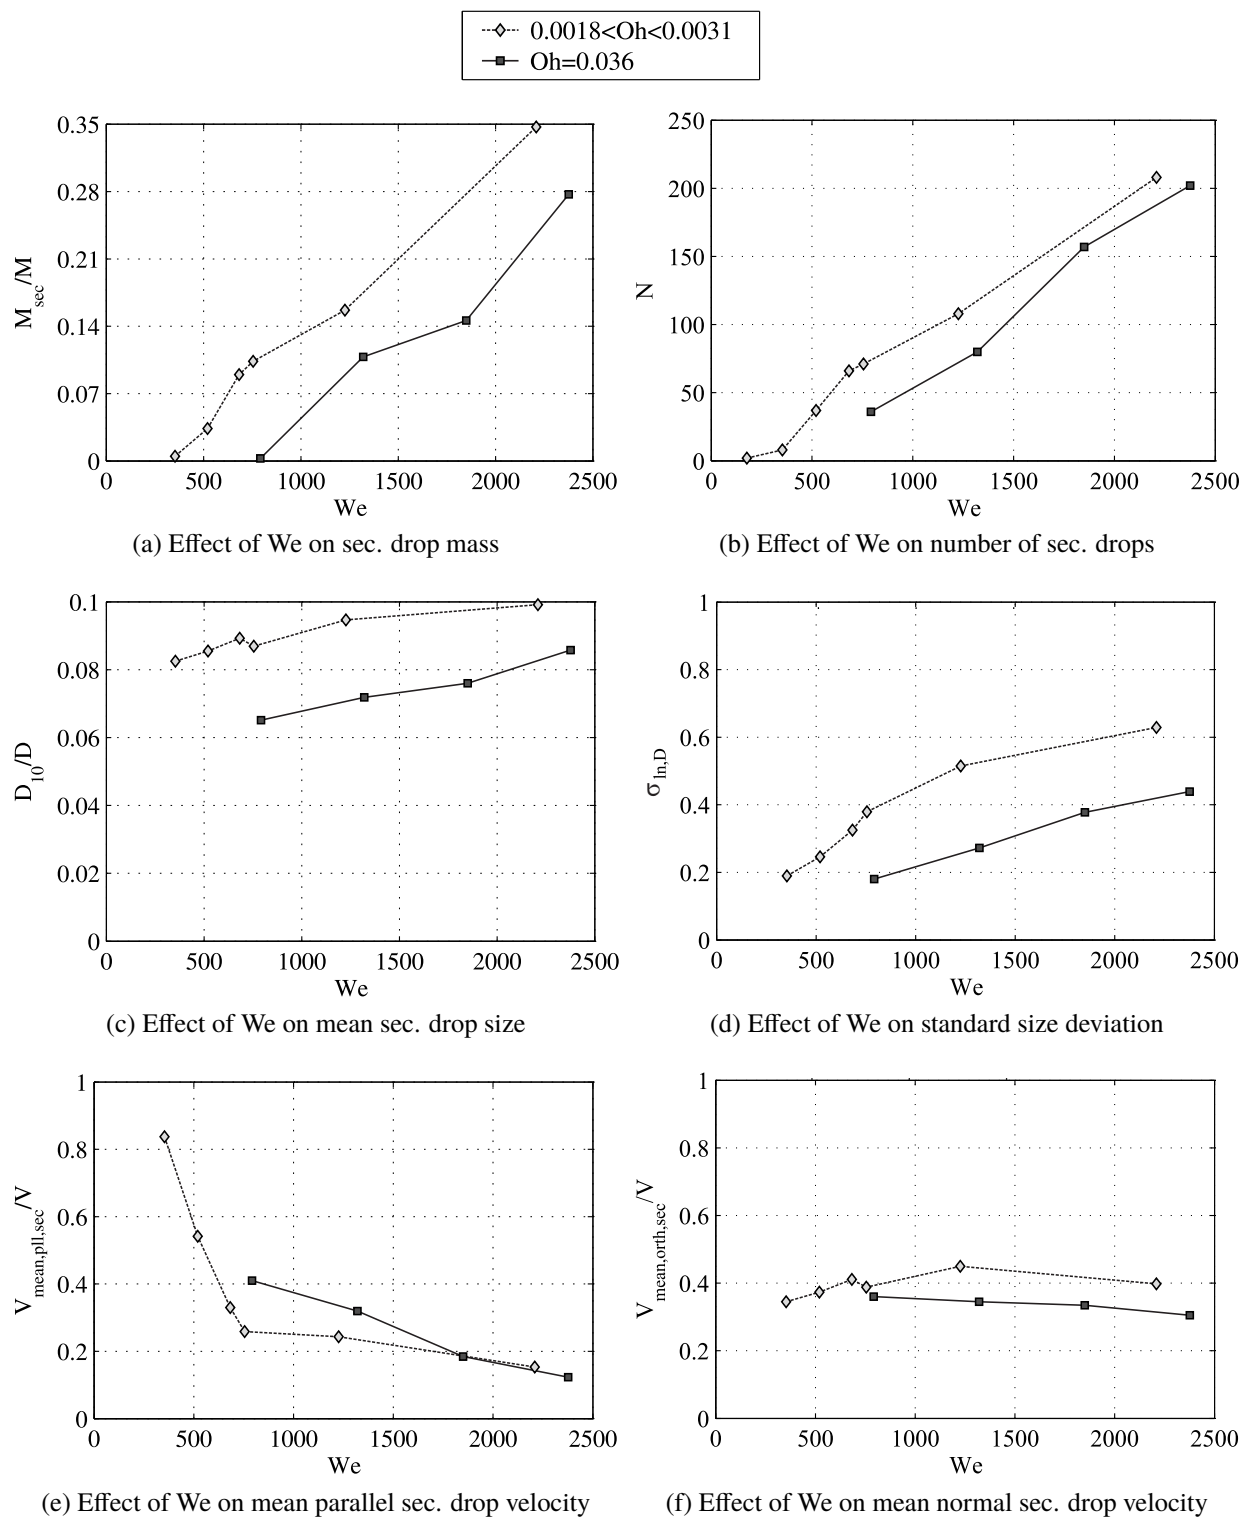 0.0018<Oh<0.0031
Oh=0.036
0.35
0.28
0.21
0.14
0.07
0
M_sec/M
0 500 1000 1500 2000 2500
We
(a) Effect of We on sec. drop mass
250
200
150
100
50
0
N
0 500 1000 1500 2000 2500
We
(b) Effect of We on number of sec. drops
0.1
0.08
0.06
0.04
0.02
0
D_10/D
0 500 1000 1500 2000 2500
We
(c) Effect of We on mean sec. drop size
1
0.8
0.6
0.4
0.2
0
σ_ln,D
0 500 1000 1500 2000 2500
We
(d) Effect of We on standard size deviation
1
0.8
0.6
0.4
0.2
0
V_mean,pll,sec/V
0 500 1000 1500 2000 2500
We
(e) Effect of We on mean parallel sec. drop velocity
1
0.8
0.6
0.4
0.2
0
V_mean,orth,sec/V
0 500 1000 1500 2000 2500
We
(f) Effect of We on mean normal sec. drop velocity